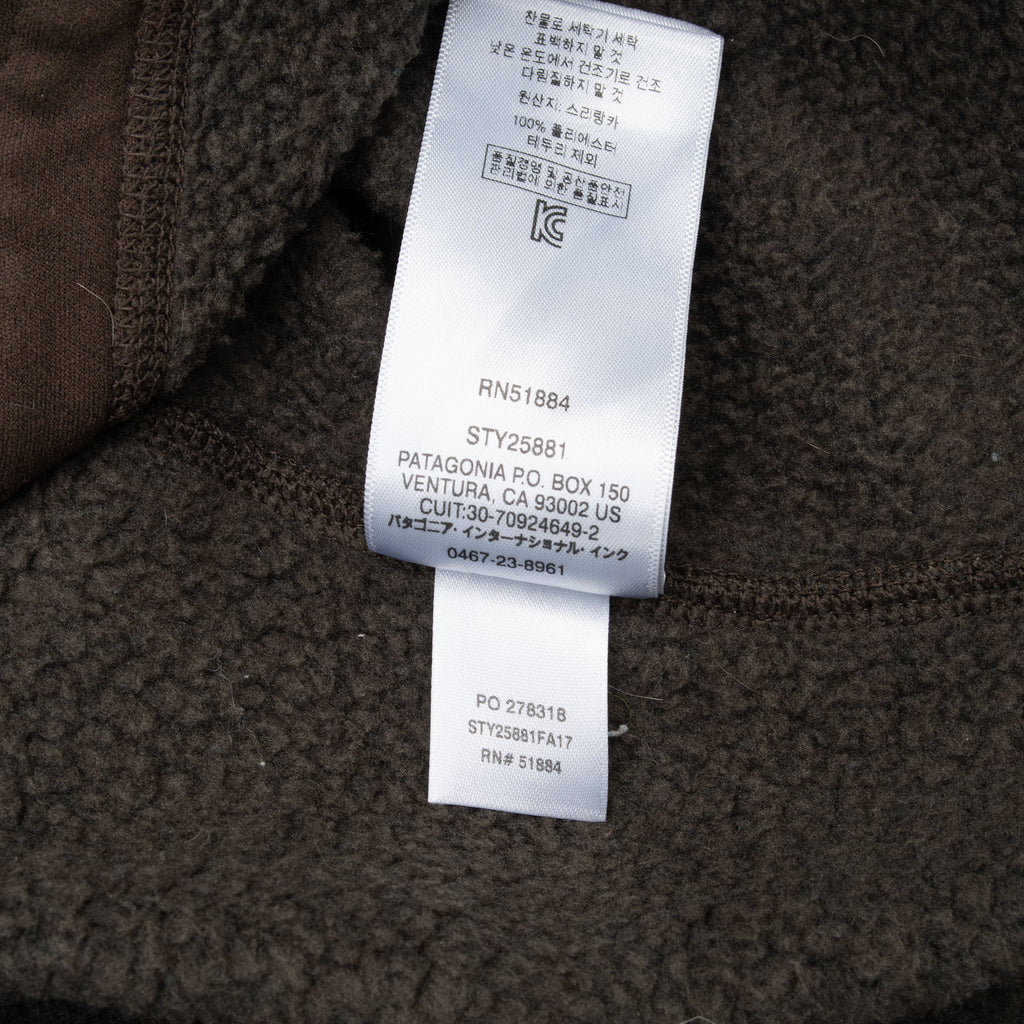 찬물로 세탁기 세탁
표백하지 말 것
낮은 온도에서 건조기로 건조
다림질하지 말 것
원산지: 스리랑카
100% 폴리에스터
테두리 제외
품질경영 및 공산품안전
관리법에 의한 품질표시
RN51884
STY25881
PATAGONIA P.O. BOX 150
VENTURA, CA 93002 US
CUIT:30-70924649-2
パタゴニア・インターナショナル・インク
0467-23-8961
PO 278318
STY25881FA17
RN# 51884